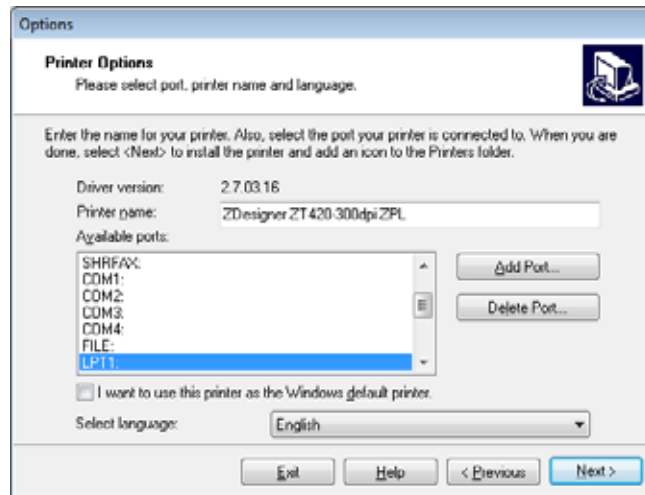 Options
Printer Options
Please select port, printer name and language.
Enter the name for your printer. Also, select the port your printer is connected to. When you are
done, select <Next> to install the printer and add an icon to the Printers folder.
Driver version: 2.7.03.16
Printer name: ZDesigner ZT420-300dpi ZPL
Available ports:
SHRFAX:
COM1:
COM2:
COM3:
COM4:
FILE:
LPT1:
Add Port...
Delete Port...
I want to use this printer as the Windows default printer.
Select language: English
Exit Help < Previous Next >